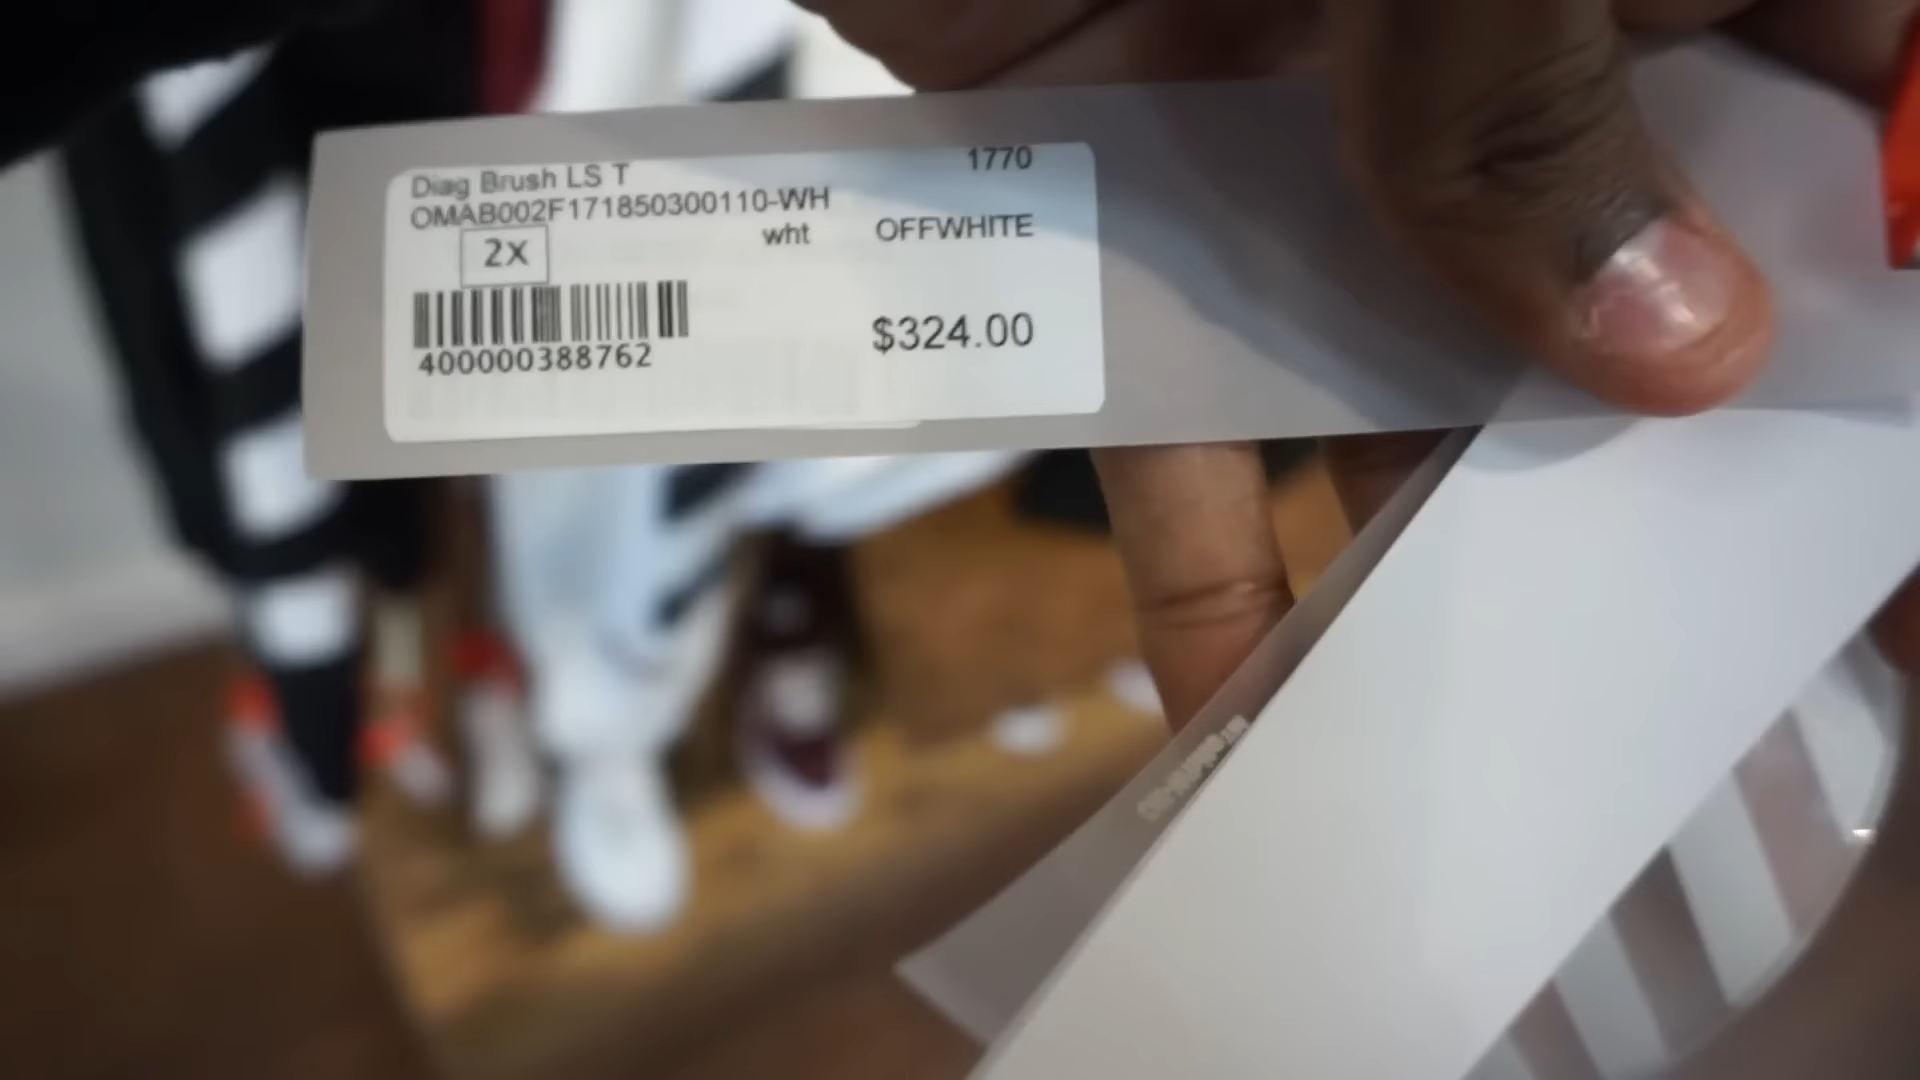 Diag Brush LS T 1770
OMAB002F171850300110-WH
wht OFFWHITE
2X
400000388762
$324.00